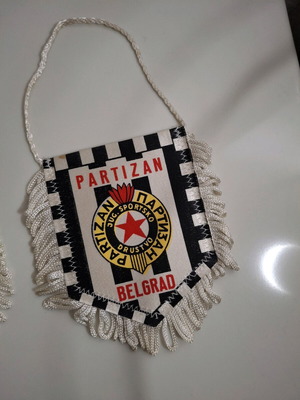 PARTIZAN
PARTIZAN ПАРТИЗАН
JUG. SPORTSKO
DRUŠTVO
BELGRAD